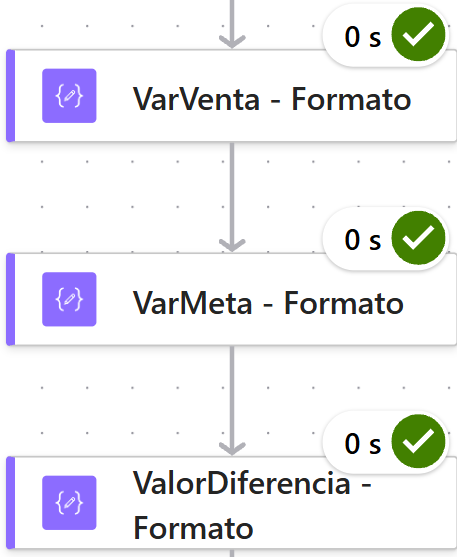 0 s
VarVenta - Formato
0 s
VarMeta - Formato
0 s
ValorDiferencia -
Formato